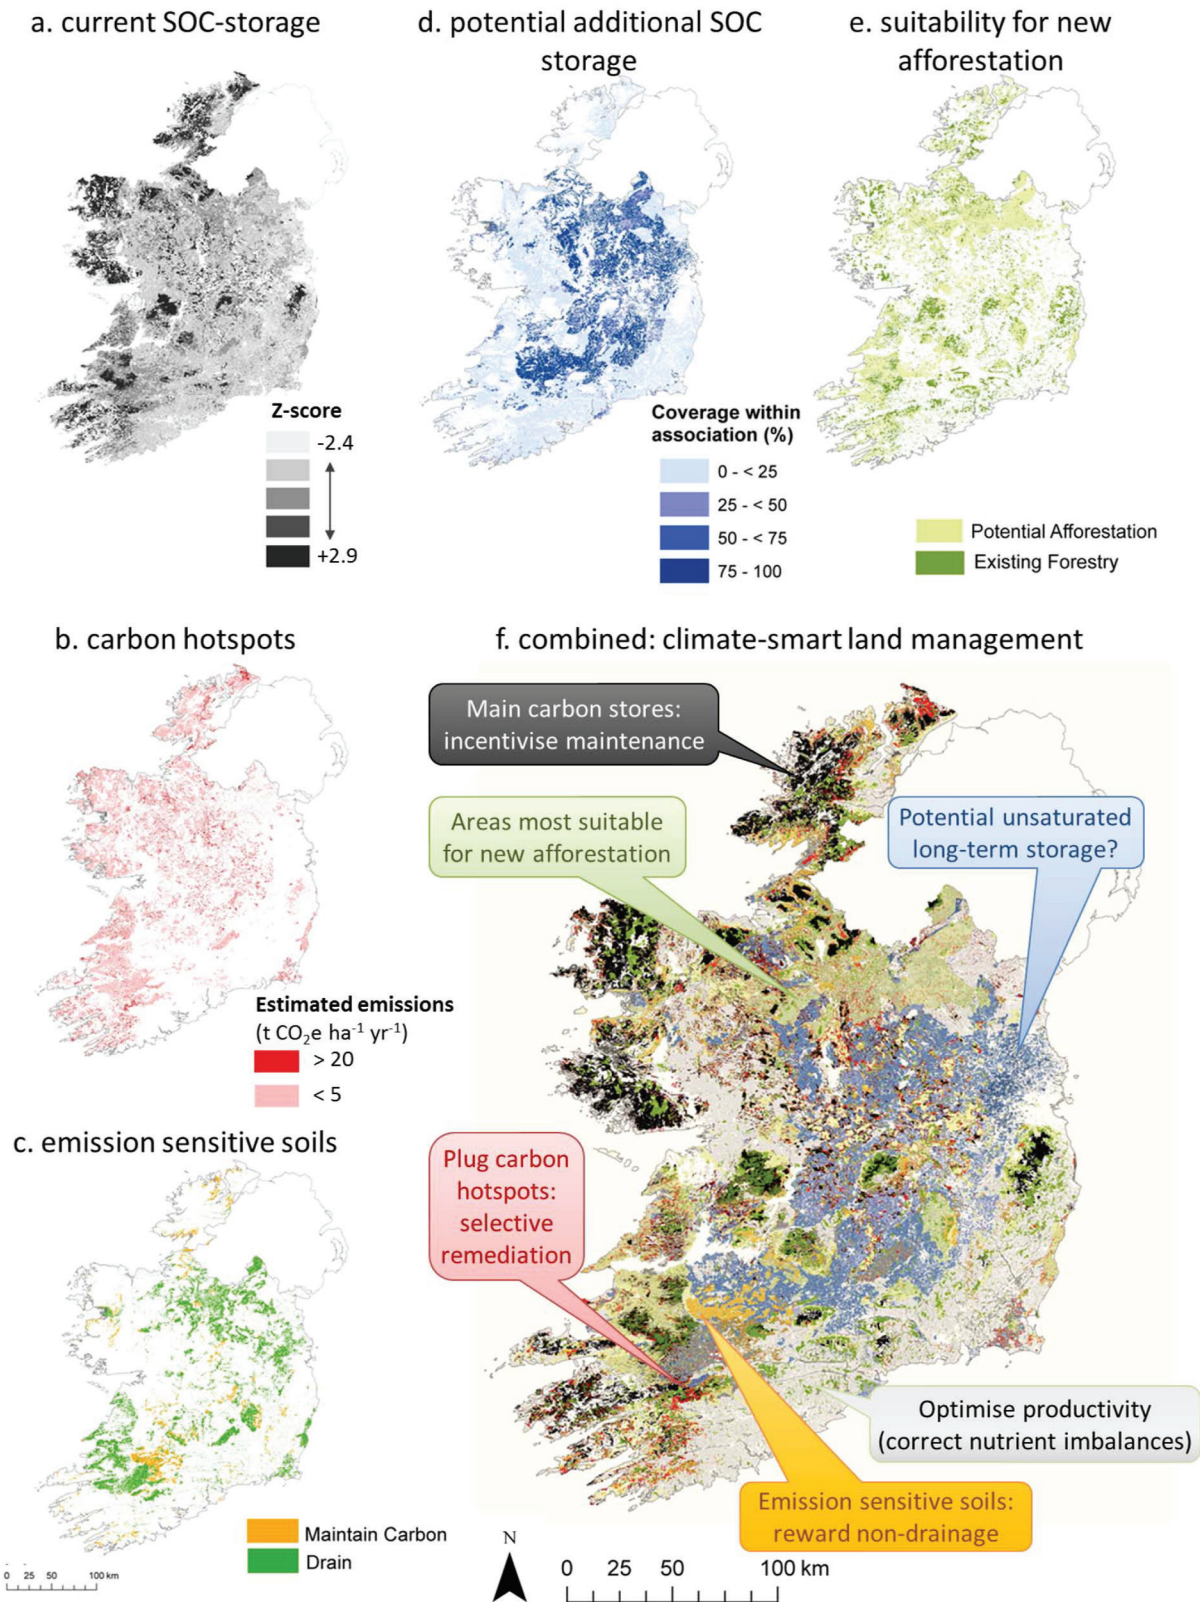 a. current SOC-storage
Z-score
-2.4
+2.9
d. potential additional SOC
storage
Coverage within
association (%)
0 - < 25
25 - < 50
50 - < 75
75 - 100
e. suitability for new
afforestation
Potential Afforestation
Existing Forestry
b. carbon hotspots
Estimated emissions
(t CO₂e ha⁻¹ yr⁻¹)
> 20
< 5
c. emission sensitive soils
Maintain Carbon
Drain
0 25 50 100 km
f. combined: climate-smart land management
Main carbon stores:
incentivise maintenance
Areas most suitable
for new afforestation
Potential unsaturated
long-term storage?
Plug carbon
hotspots:
selective
remediation
Optimise productivity
(correct nutrient imbalances)
Emission sensitive soils:
reward non-drainage
N
0 25 50 100 km